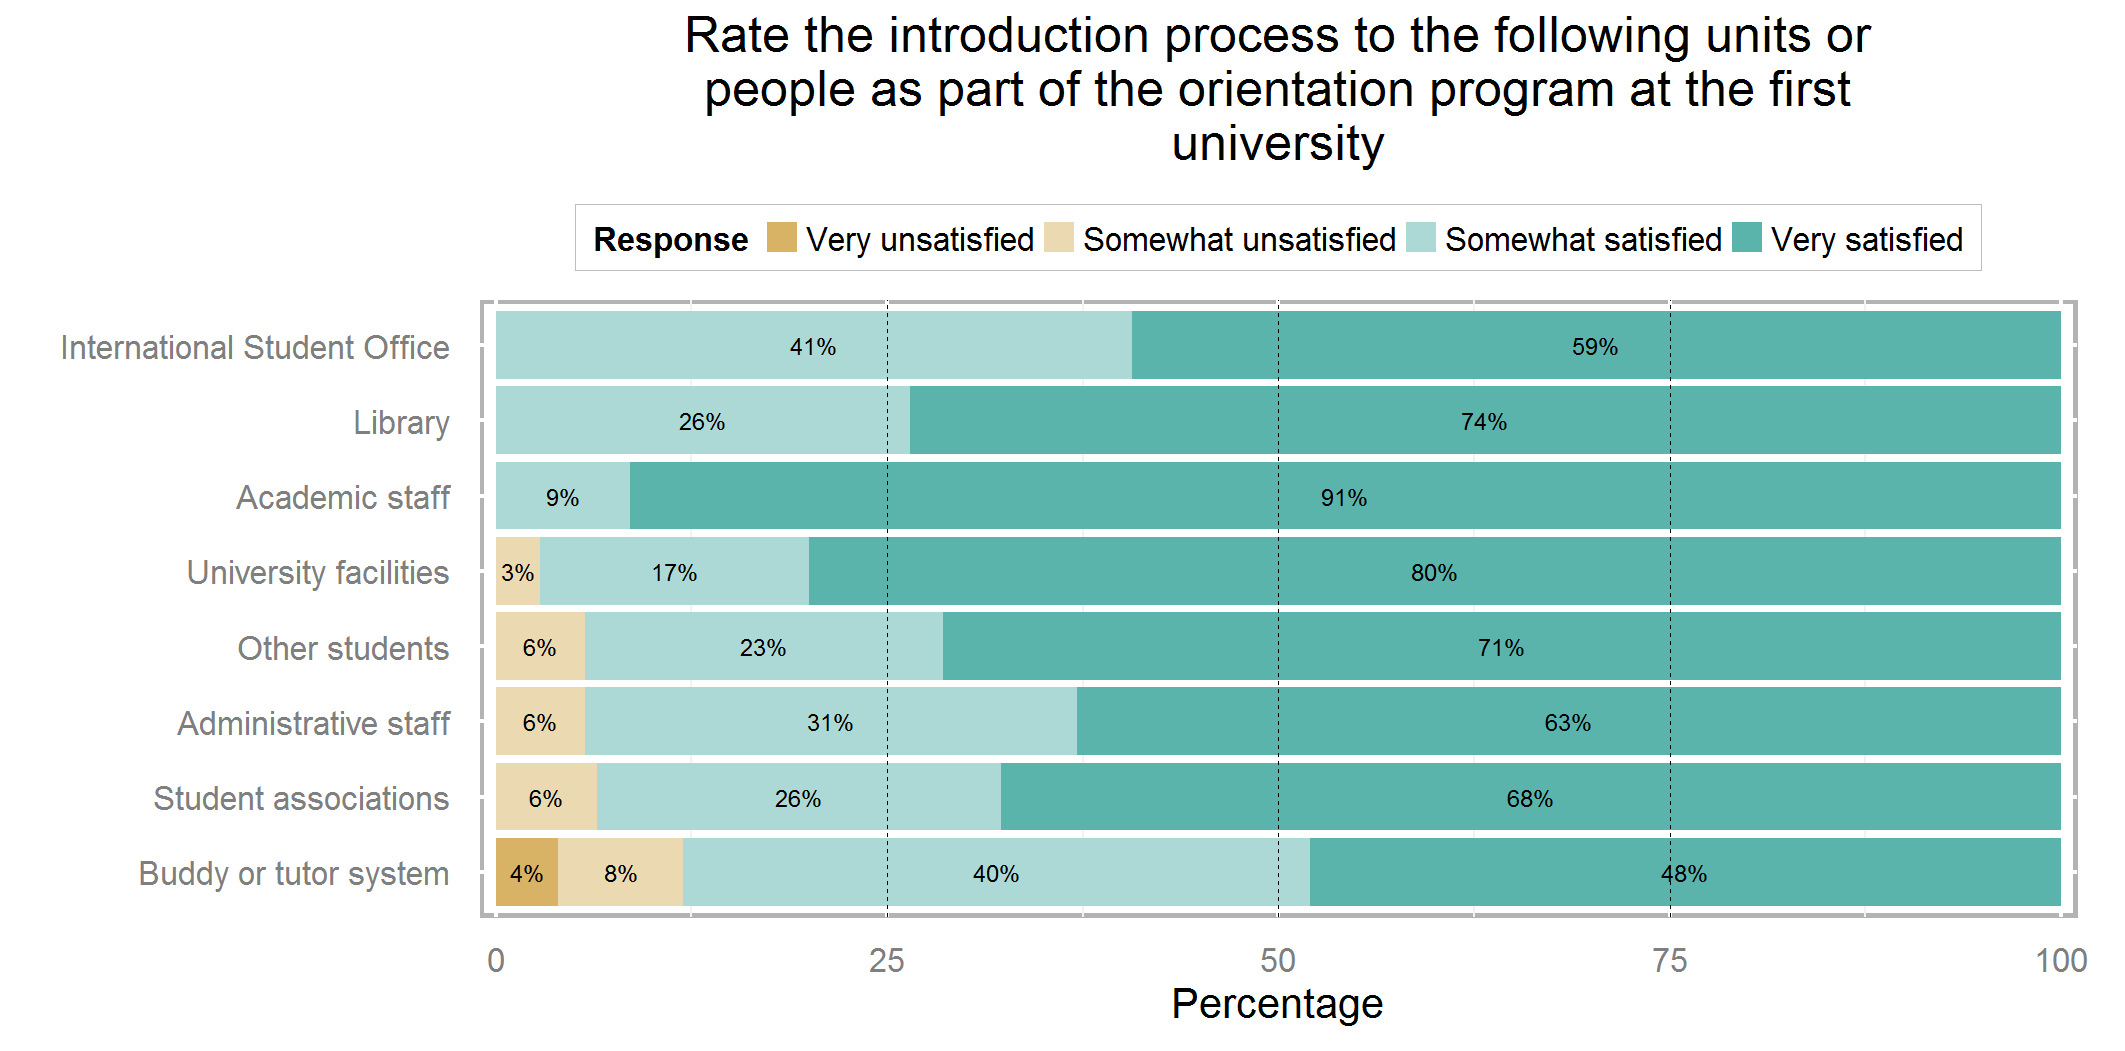 Rate the introduction process to the following units or
people as part of the orientation program at the first
university
Response Very unsatisfied Somewhat unsatisfied Somewhat satisfied Very satisfied
International Student Office 41% 59%
Library 26% 74%
Academic staff 9% 91%
University facilities 3% 17% 80%
Other students 6% 23% 71%
Administrative staff 6% 31% 63%
Student associations 6% 26% 68%
Buddy or tutor system 4% 8% 40% 48%
0 25 50 75 100
Percentage